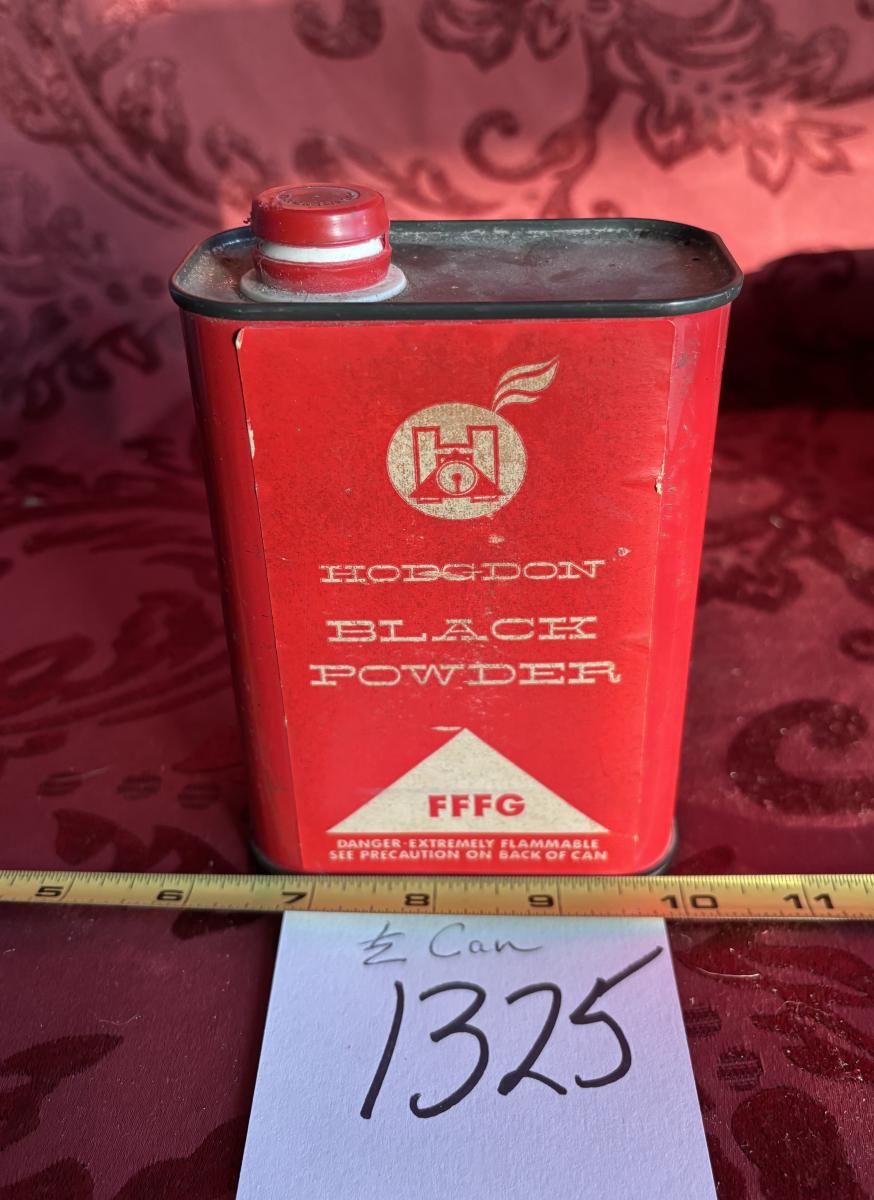 H
HODGDON
BLACK
POWDER
FFFG
DANGER-EXTREMELY FLAMMABLE
SEE PRECAUTION ON BACK OF CAN
5 6 7 8 9 10 11
½ Can
1325